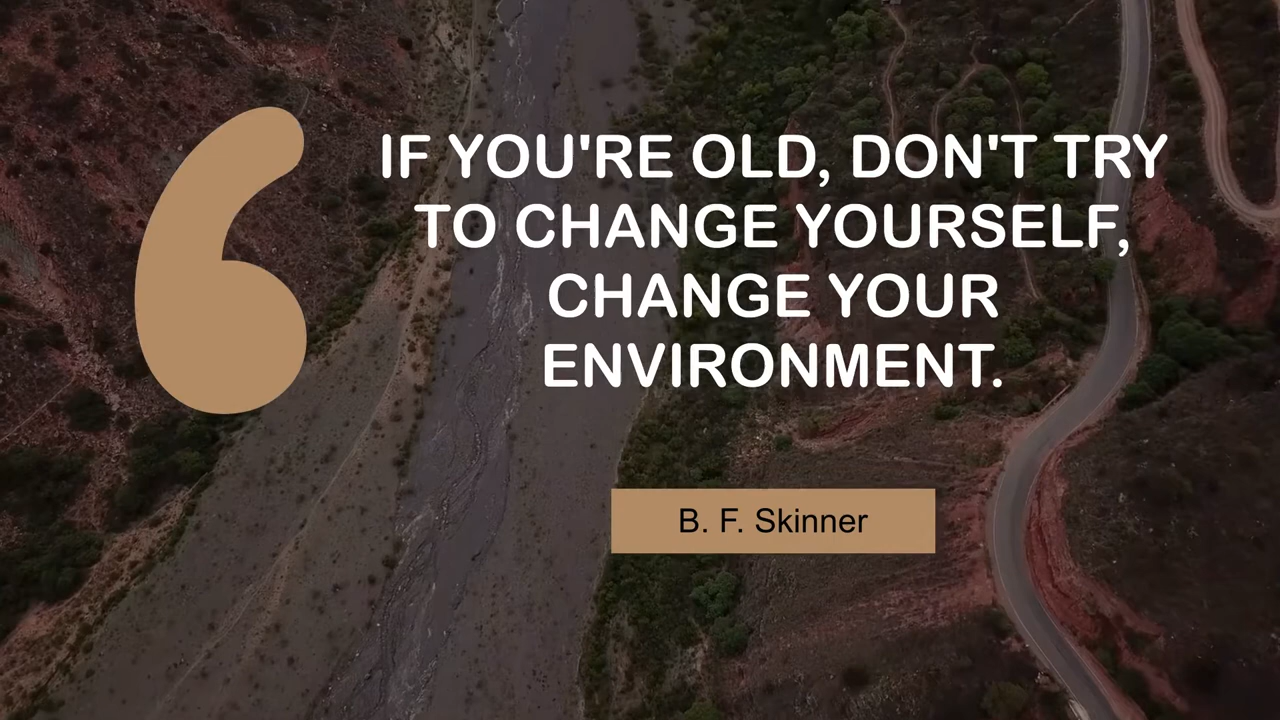 IF YOU'RE OLD, DON'T TRY
TO CHANGE YOURSELF,
CHANGE YOUR
ENVIRONMENT.
B. F. Skinner